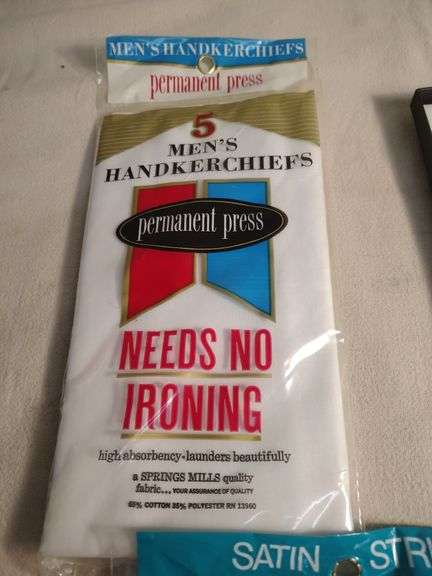 MEN'S HANDKERCHIEFS
permanent press
5
MEN'S
HANDKERCHIEFS
permanent press
NEEDS NO
IRONING
high absorbency•launders beautifully
a SPRINGS MILLS quality
fabric... YOUR ASSURANCE OF QUALITY
65% COTTON 35% POLYESTER RN 13960
SATIN STRI